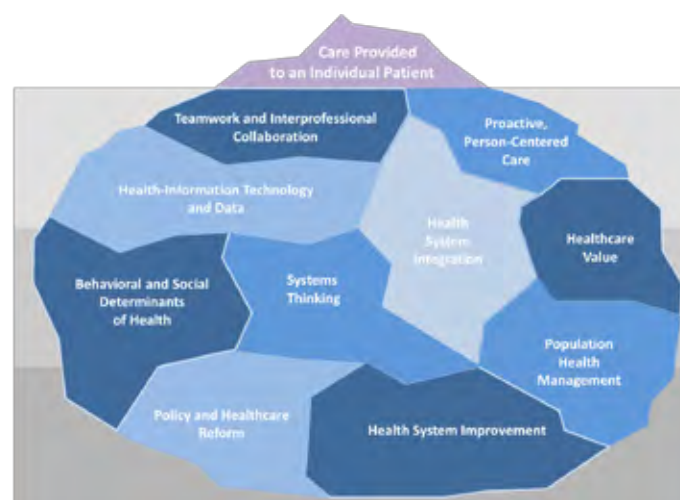 Care Provided
to an Individual Patient
Teamwork and Interprofessional
Collaboration
Proactive,
Person-Centered
Care
Health-Information Technology
and Data
Health
System
Integration
Healthcare
Value
Behavioral and Social
Determinants
of Health
Systems
Thinking
Population
Health
Management
Policy and Healthcare
Reform
Health System Improvement